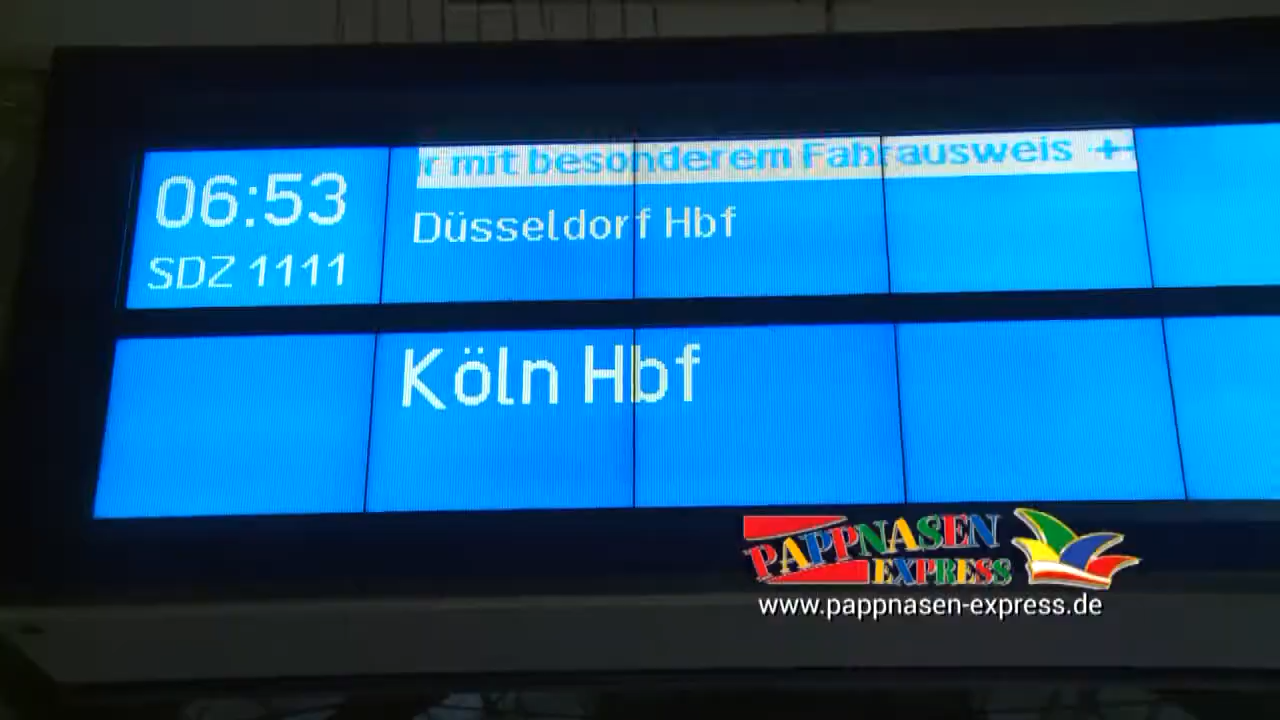 r mit besonderem Fahrausweis +
06:53
Düsseldorf Hbf
SDZ 1111
Köln Hbf
PAPPNASEN
EXPRESS
www.pappnasen-express.de